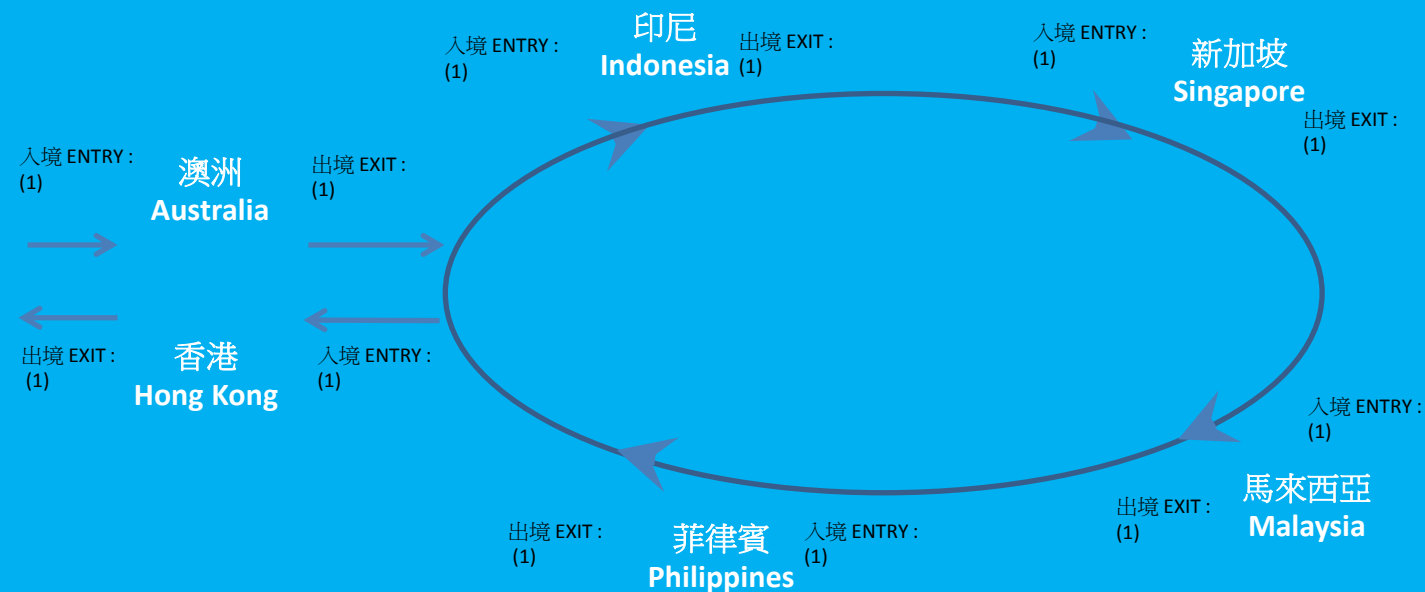 入境 ENTRY :
(1)
印尼
Indonesia
出境 EXIT :
(1)
入境 ENTRY :
(1)
新加坡
Singapore
出境 EXIT :
(1)
入境 ENTRY :
(1)
澳洲
Australia
出境 EXIT :
(1)
出境 EXIT :
(1)
香港
Hong Kong
入境 ENTRY :
(1)
入境 ENTRY :
(1)
馬來西亞
Malaysia
出境 EXIT :
(1)
出境 EXIT :
(1)
菲律賓
Philippines
入境 ENTRY :
(1)